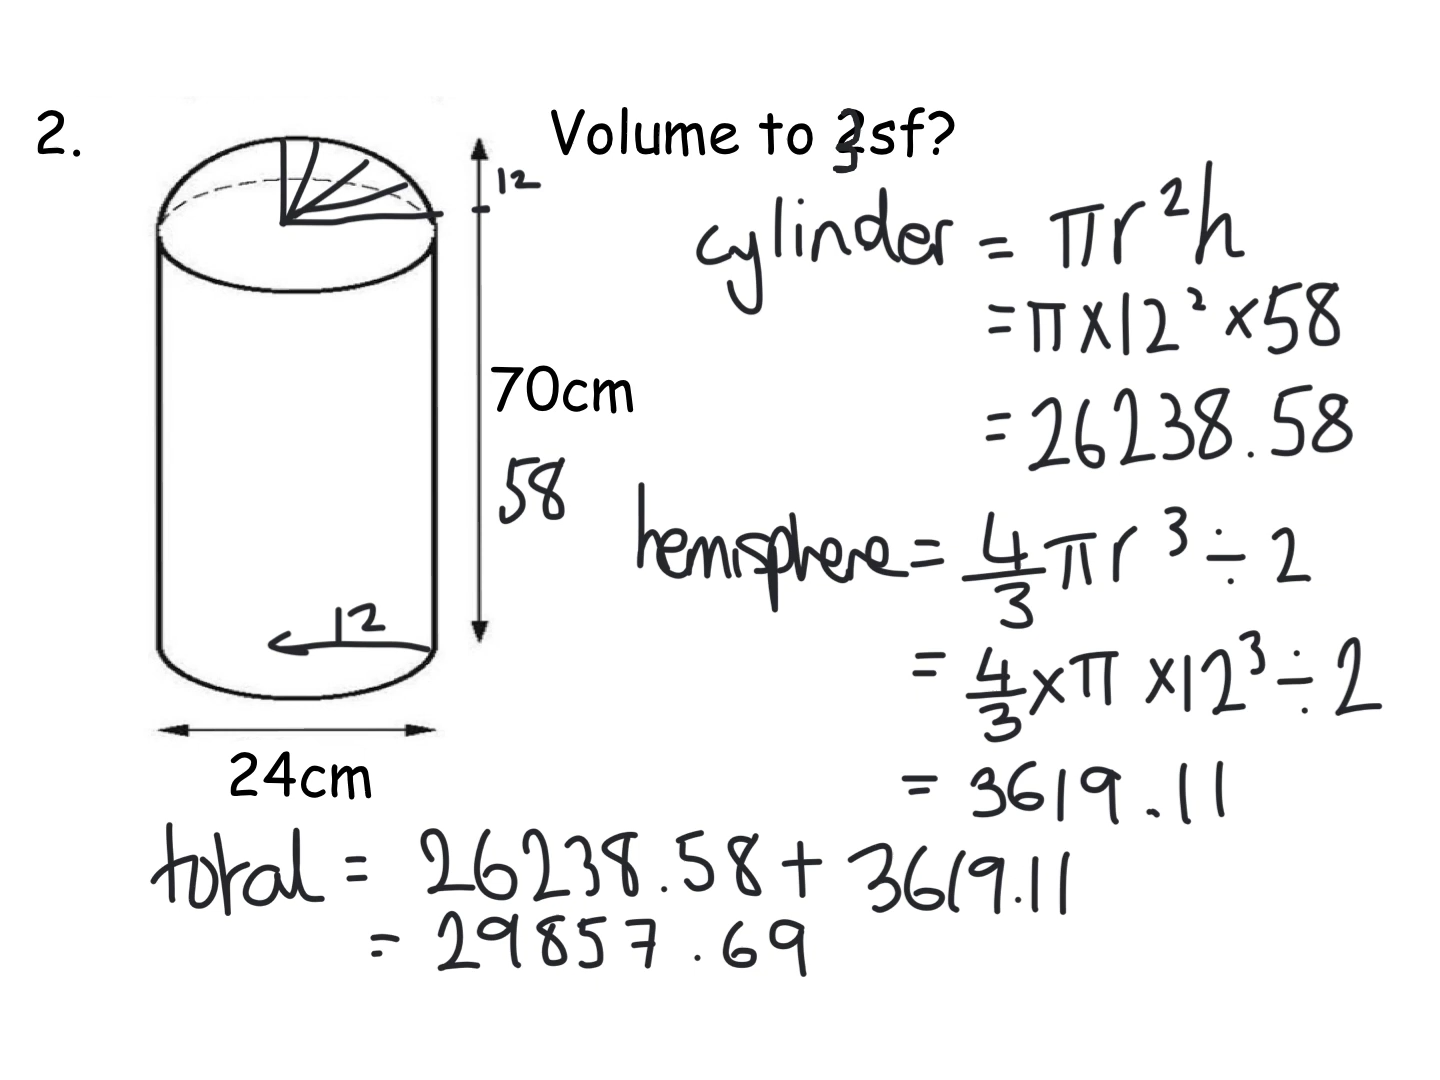 2.
Volume to 3sf?
12
cylinder = πr²h
= π×12²×58
70cm
= 26238.58
58
hemisphere = 4/3 πr³ ÷ 2
12
= 4/3 × π × 12³ ÷ 2
24cm
= 3619.11
total = 26238.58 + 3619.11
= 29857.69